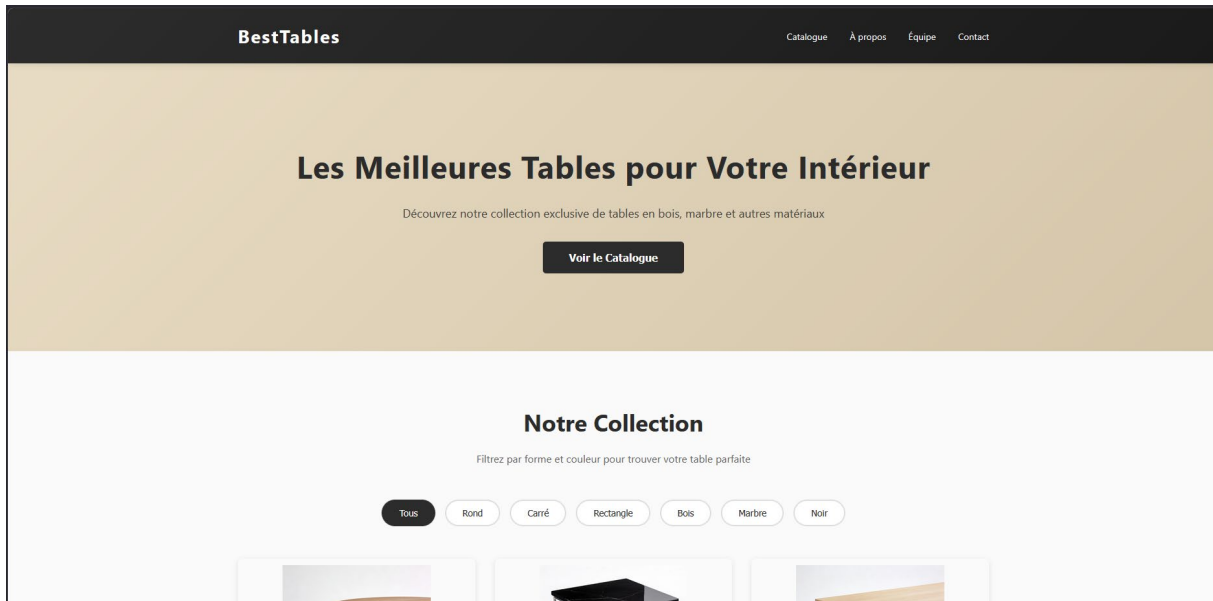 BestTables
Catalogue À propos Équipe Contact
Les Meilleures Tables pour Votre Intérieur
Découvrez notre collection exclusive de tables en bois, marbre et autres matériaux
Voir le Catalogue
Notre Collection
Filtrez par forme et couleur pour trouver votre table parfaite
Tous Rond Carré Rectangle Bois Marbre Noir